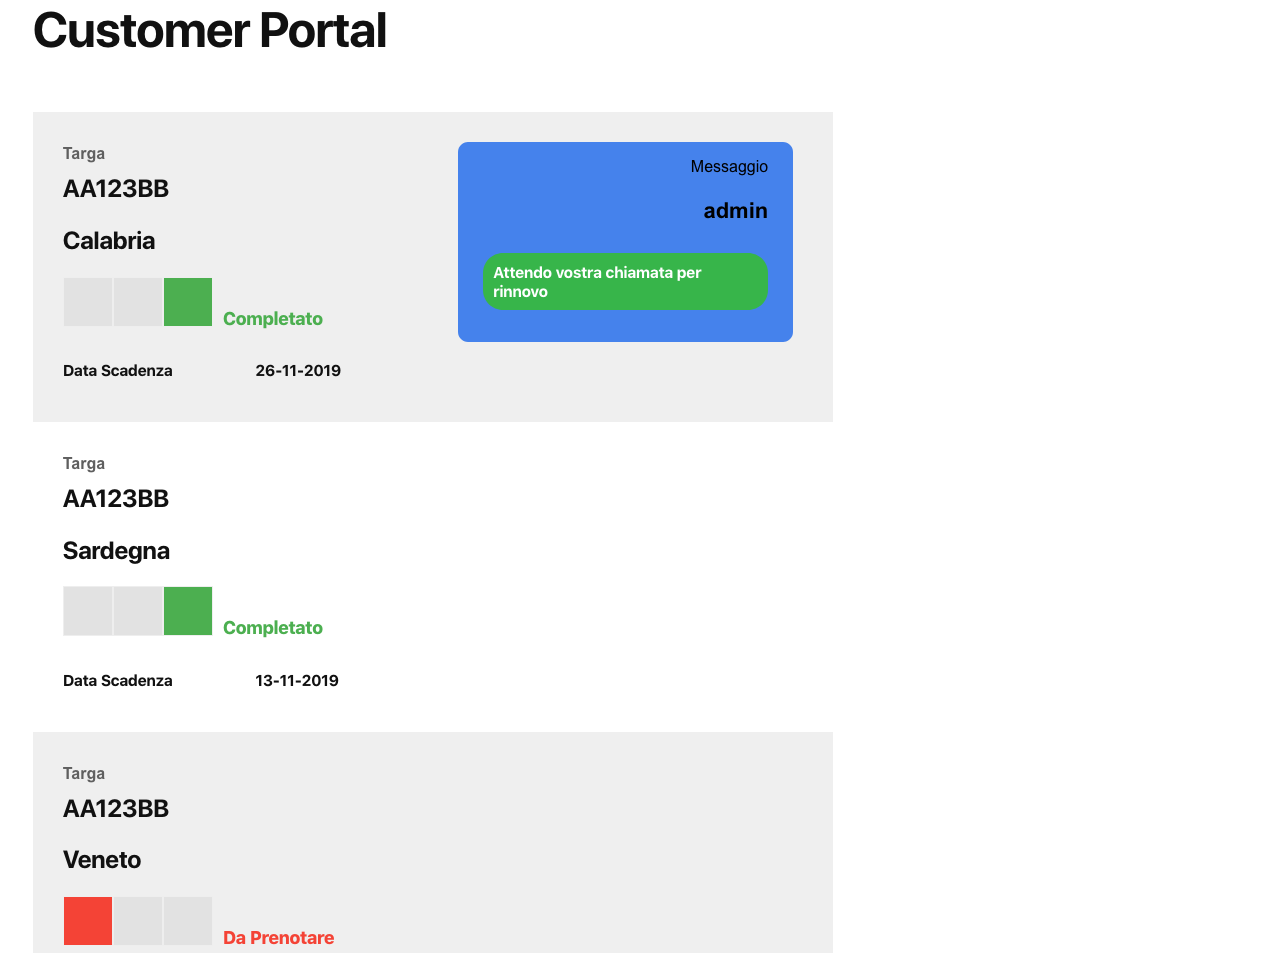 Customer Portal
Targa
AA123BB
Calabria
Completato
Data Scadenza 26-11-2019
Messaggio
admin
Attendo vostra chiamata per
rinnovo
Targa
AA123BB
Sardegna
Completato
Data Scadenza 13-11-2019
Targa
AA123BB
Veneto
Da Prenotare